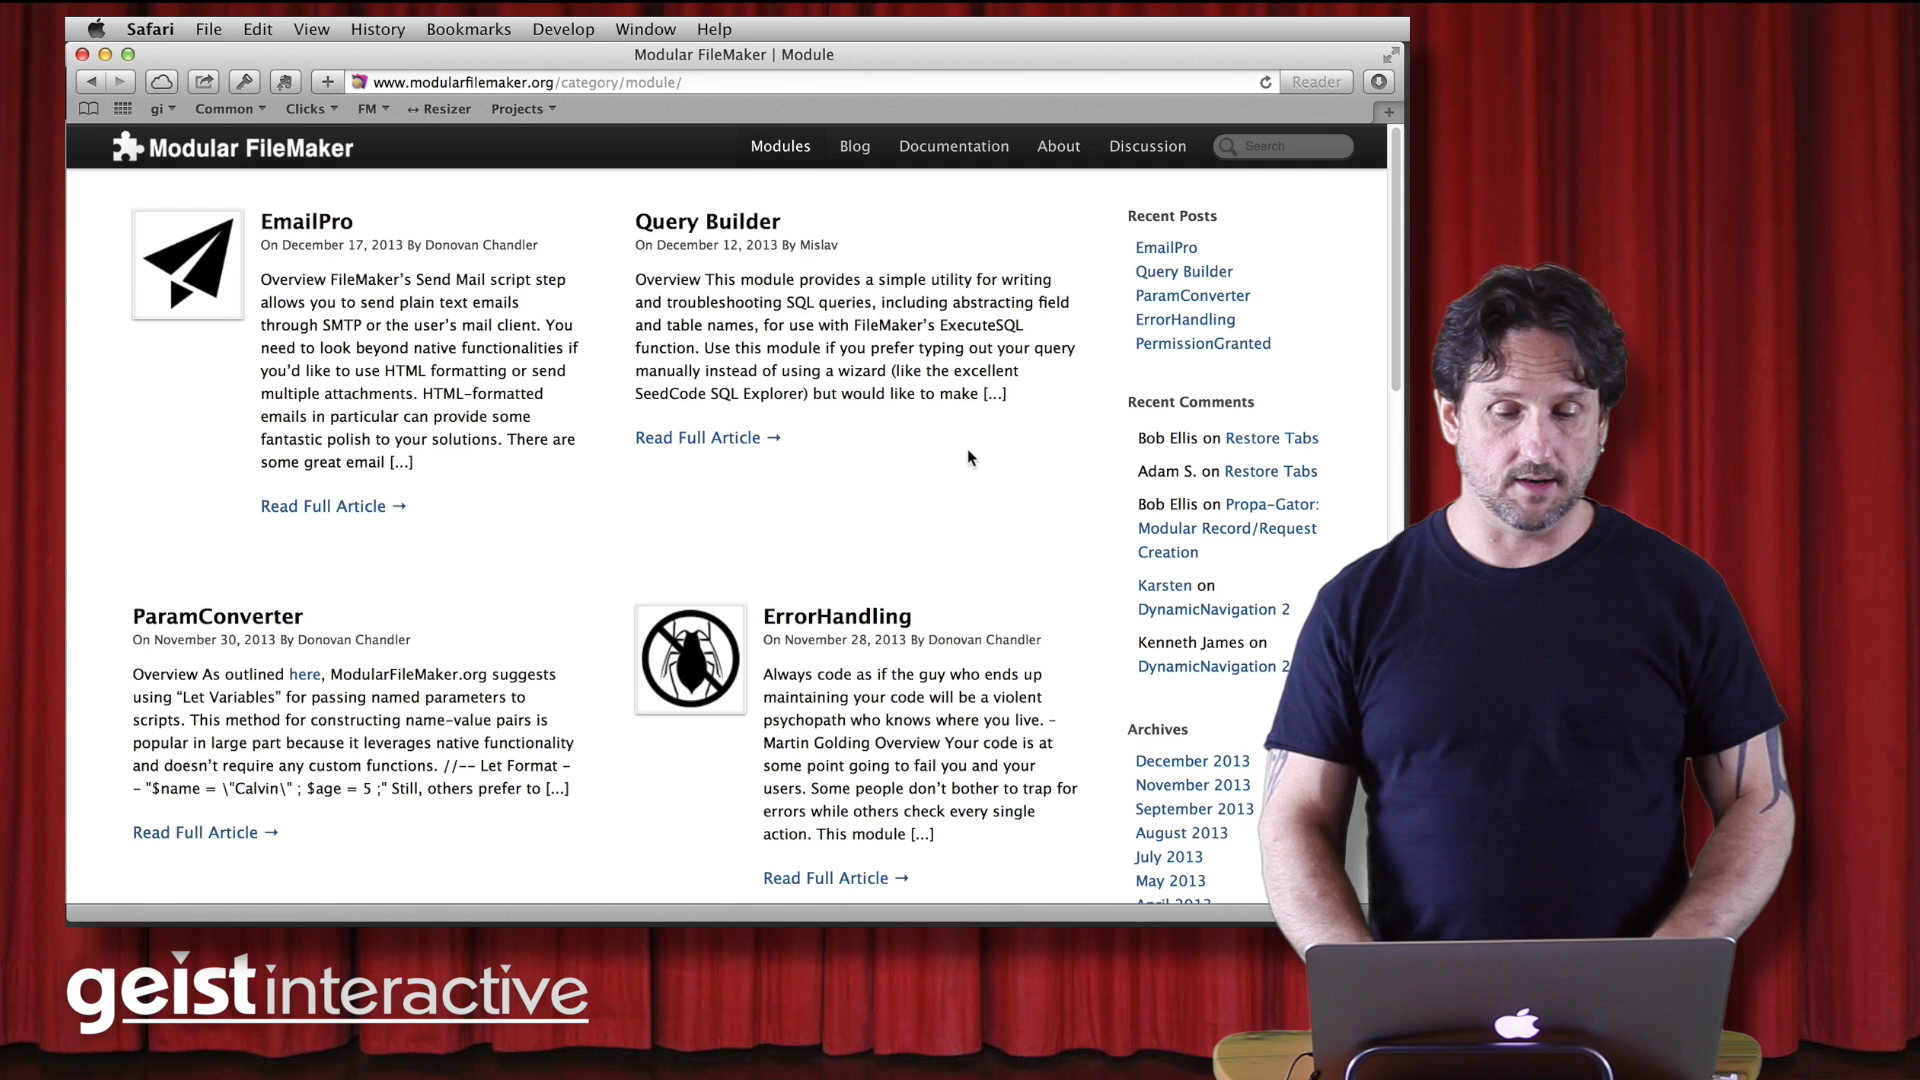 Safari File Edit View History Bookmarks Develop Window Help
Modular FileMaker | Module
www.modularfilemaker.org/category/module/
Reader
gi Common Clicks FM ↔ Resizer Projects
Modular FileMaker
Modules Blog Documentation About Discussion Search
EmailPro
On December 17, 2013 By Donovan Chandler
Overview FileMaker’s Send Mail script step
allows you to send plain text emails
through SMTP or the user’s mail client. You
need to look beyond native functionalities if
you’d like to use HTML formatting or send
multiple attachments. HTML-formatted
emails in particular can provide some
fantastic polish to your solutions. There are
some great email [...]
Read Full Article →
Query Builder
On December 12, 2013 By Mislav
Overview This module provides a simple utility for writing
and troubleshooting SQL queries, including abstracting field
and table names, for use with FileMaker’s ExecuteSQL
function. Use this module if you prefer typing out your query
manually instead of using a wizard (like the excellent
SeedCode SQL Explorer) but would like to make [...]
Read Full Article →
ParamConverter
On November 30, 2013 By Donovan Chandler
Overview As outlined here, ModularFileMaker.org suggests
using “Let Variables” for passing named parameters to
scripts. This method for constructing name-value pairs is
popular in large part because it leverages native functionality
and doesn’t require any custom functions. //-- Let Format -
- "$name = \"Calvin\" ; $age = 5 ;" Still, others prefer to [...]
Read Full Article →
ErrorHandling
On November 28, 2013 By Donovan Chandler
Always code as if the guy who ends up
maintaining your code will be a violent
psychopath who knows where you live. –
Martin Golding Overview Your code is at
some point going to fail you and your
users. Some people don’t bother to trap for
errors while others check every single
action. This module [...]
Read Full Article →
Recent Posts
EmailPro
Query Builder
ParamConverter
ErrorHandling
PermissionGranted
Recent Comments
Bob Ellis on Restore Tabs
Adam S. on Restore Tabs
Bob Ellis on Propa-Gator:
Modular Record/Request
Creation
Karsten on
DynamicNavigation 2
Kenneth James on
DynamicNavigation 2
Archives
December 2013
November 2013
September 2013
August 2013
July 2013
May 2013
April 2013
geist interactive